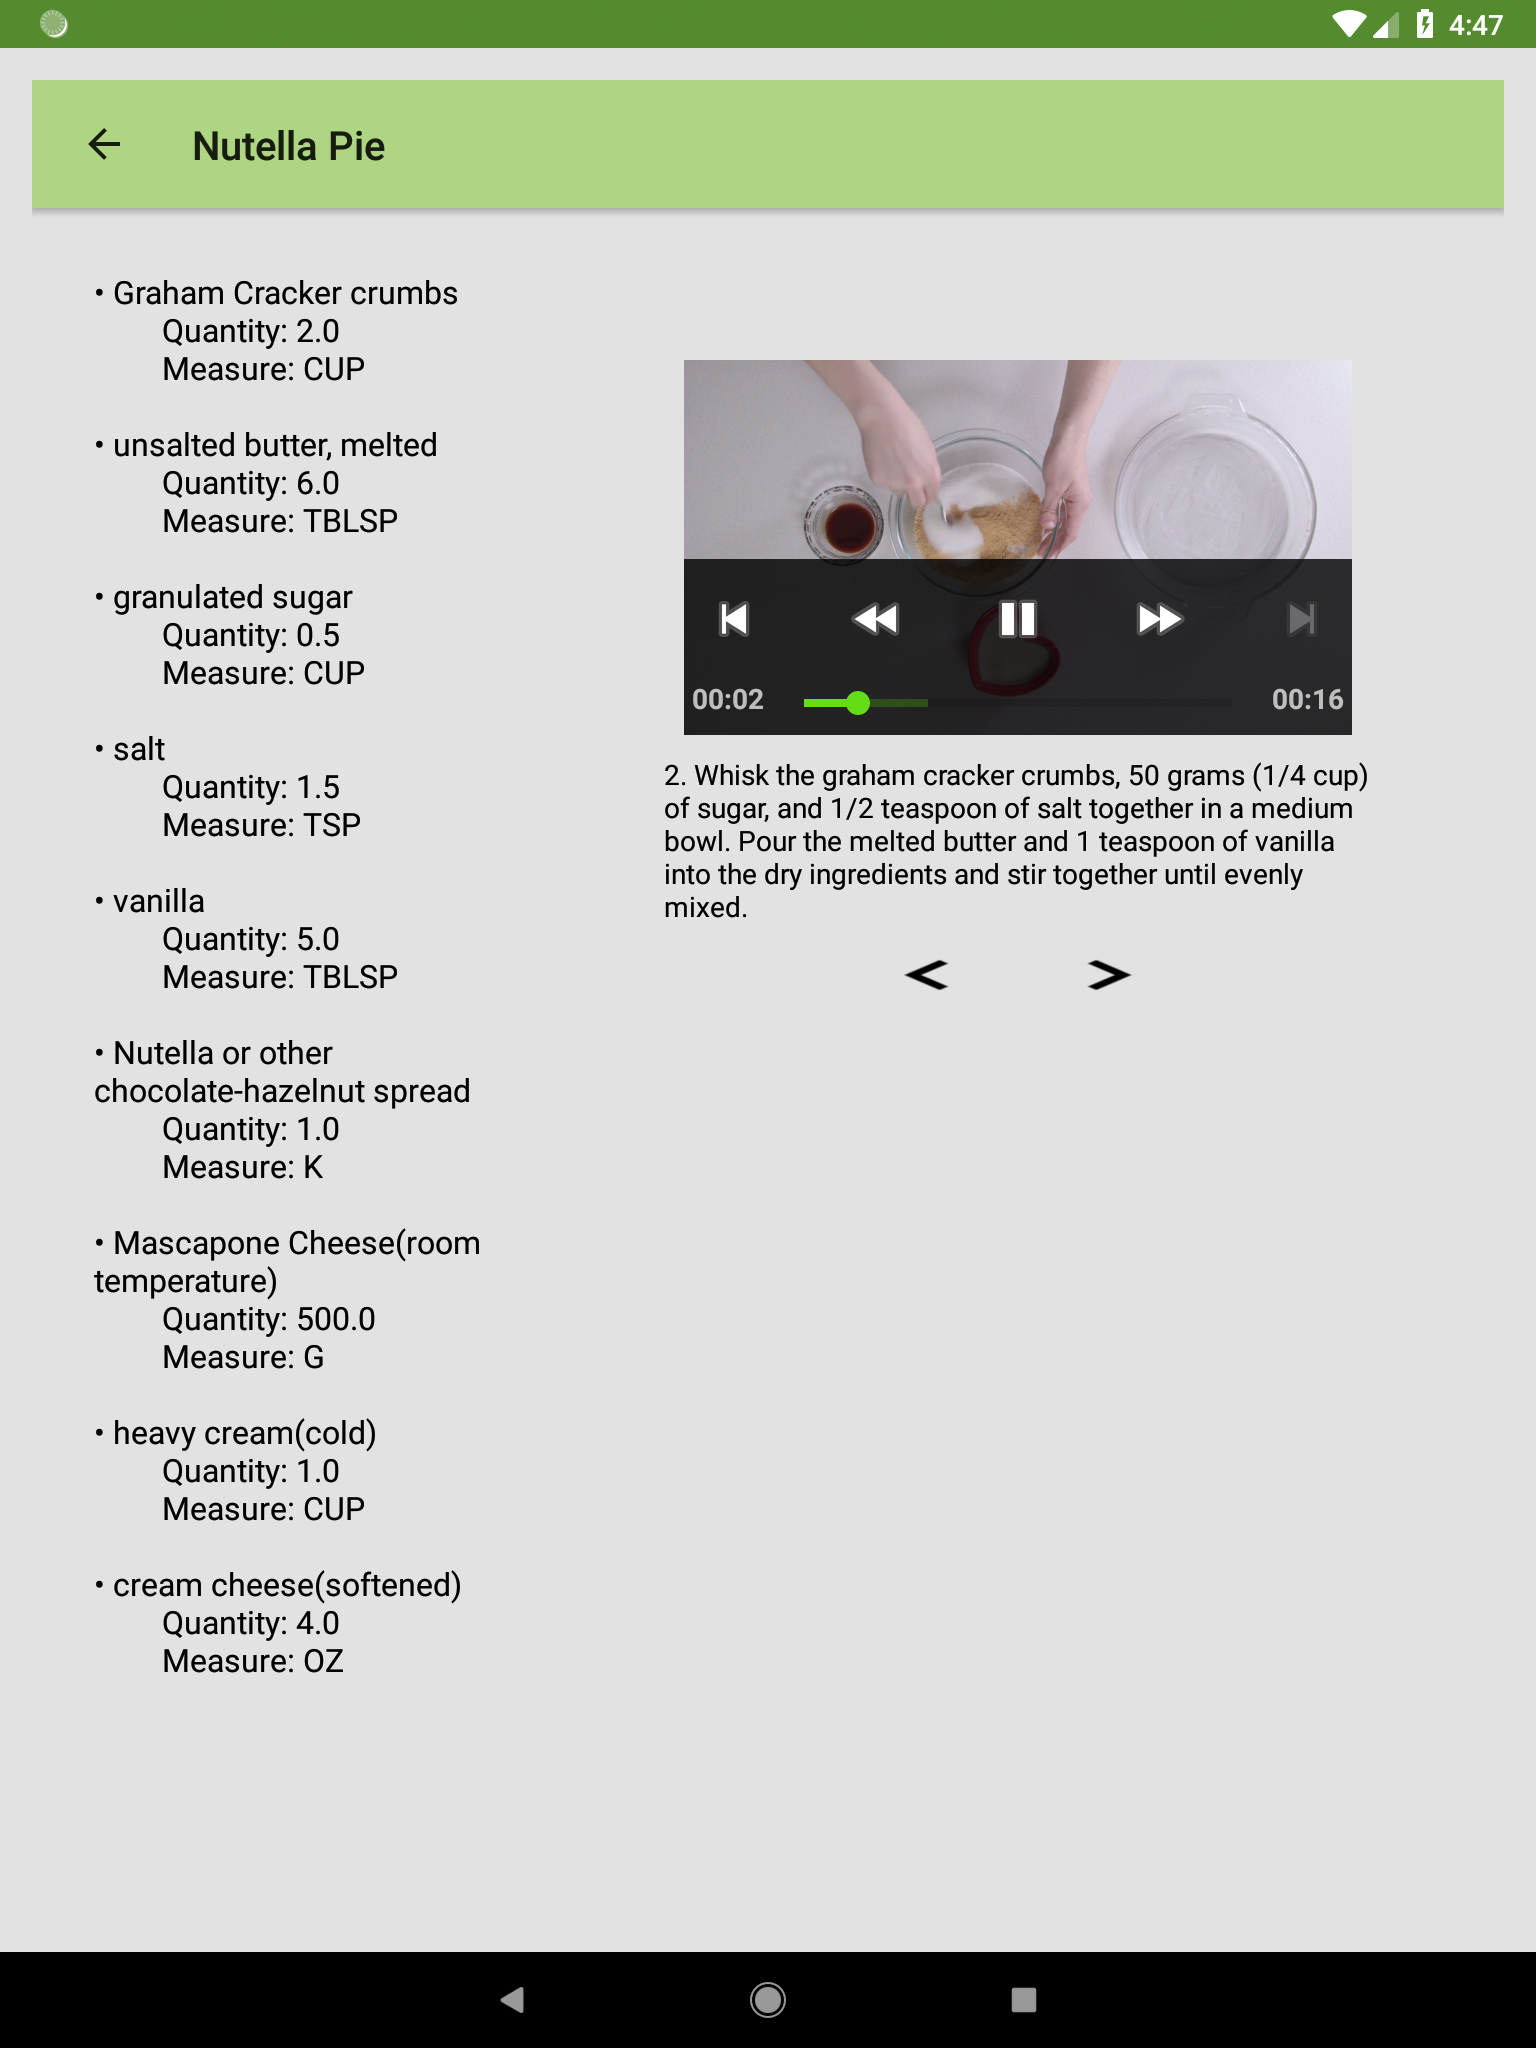 4:47
Nutella Pie
• Graham Cracker crumbs
Quantity: 2.0
Measure: CUP
• unsalted butter, melted
Quantity: 6.0
Measure: TBLSP
• granulated sugar
Quantity: 0.5
Measure: CUP
• salt
Quantity: 1.5
Measure: TSP
• vanilla
Quantity: 5.0
Measure: TBLSP
• Nutella or other
chocolate-hazelnut spread
Quantity: 1.0
Measure: K
• Mascapone Cheese(room
temperature)
Quantity: 500.0
Measure: G
• heavy cream(cold)
Quantity: 1.0
Measure: CUP
• cream cheese(softened)
Quantity: 4.0
Measure: OZ
00:02 00:16
2. Whisk the graham cracker crumbs, 50 grams (1/4 cup)
of sugar, and 1/2 teaspoon of salt together in a medium
bowl. Pour the melted butter and 1 teaspoon of vanilla
into the dry ingredients and stir together until evenly
mixed.
< >